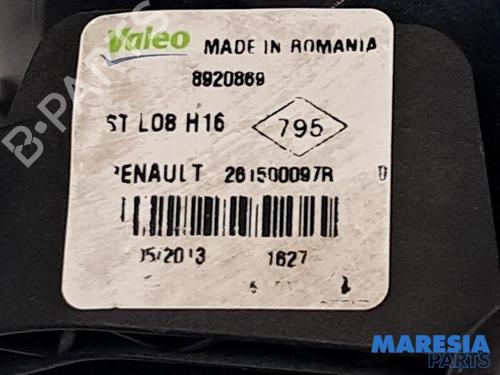 Valeo MADE IN ROMANIA
8920869
ST L08 H16 795
RENAULT 261500097R
05/2013 1627
B-PARTS
MARESIA
PARTS